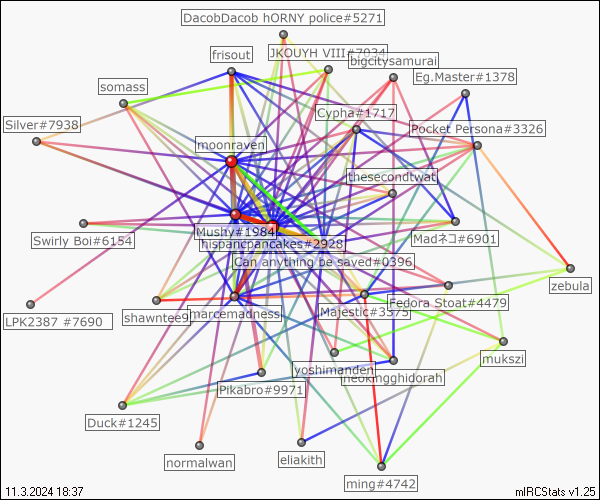 DacobDacob hORNY police#5271
frisout
JKOUYH VIII#7034
bigcitysamurai
Eg.Master#1378
somass
Silver#7938
Cypha#1717
Pocket Persona#3326
moonraven
thesecondtwat
Mushy#1984
hispancpancakes#2928
Madネコ#6901
Swirly Boi#6154
Can anything be saved#0396
zebula
Fedora Stoat#4479
LPK2387 #7690
shawntee9
marcemadness
Majestic#3575
mukszi
yoshimanden
neokingghidorah
Pikabro#9971
Duck#1245
normalwan
eliakith
ming#4742
11.3.2024 18:37
mIRCStats v1.25